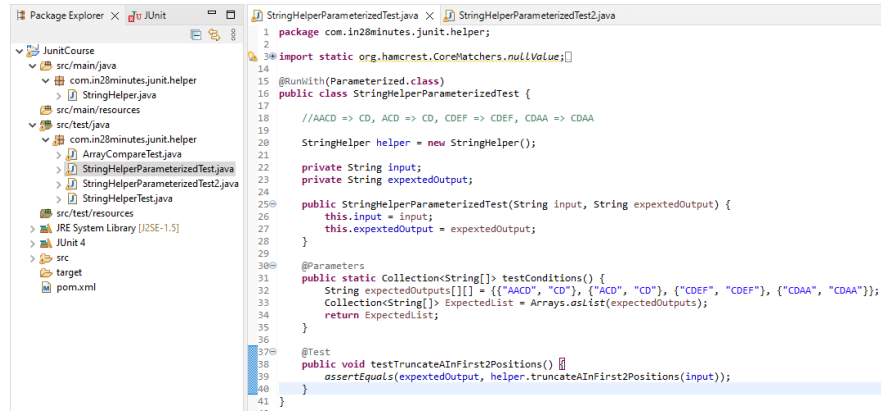 Package Explorer JUnit
JunitCourse
src/main/java
com.in28minutes.junit.helper
StringHelper.java
src/main/resources
src/test/java
com.in28minutes.junit.helper
ArrayCompareTest.java
StringHelperParameterizedTest.java
StringHelperParameterizedTest2.java
StringHelperTest.java
src/test/resources
JRE System Library [J2SE-1.5]
JUnit 4
src
target
pom.xml
StringHelperParameterizedTest.java StringHelperParameterizedTest2.java
1 package com.in28minutes.junit.helper;
2
3 import static org.hamcrest.CoreMatchers.nullValue;
14
15 @RunWith(Parameterized.class)
16 public class StringHelperParameterizedTest {
17
18 //AACD => CD, ACD => CD, CDEF => CDEF, CDAA => CDAA
19
20 StringHelper helper = new StringHelper();
21
22 private String input;
23 private String expextedOutput;
24
25 public StringHelperParameterizedTest(String input, String expextedOutput) {
26 this.input = input;
27 this.expextedOutput = expextedOutput;
28 }
29
30 @Parameters
31 public static Collection<String[]> testConditions() {
32 String expectedOutputs[][] = {{"AACD", "CD"}, {"ACD", "CD"}, {"CDEF", "CDEF"}, {"CDAA", "CDAA"}};
33 Collection<String[]> ExpectedList = Arrays.asList(expectedOutputs);
34 return ExpectedList;
35 }
36
37 @Test
38 public void testTruncateAInFirst2Positions() {
39 assertEquals(expextedOutput, helper.truncateAInFirst2Positions(input));
40 }
41 }